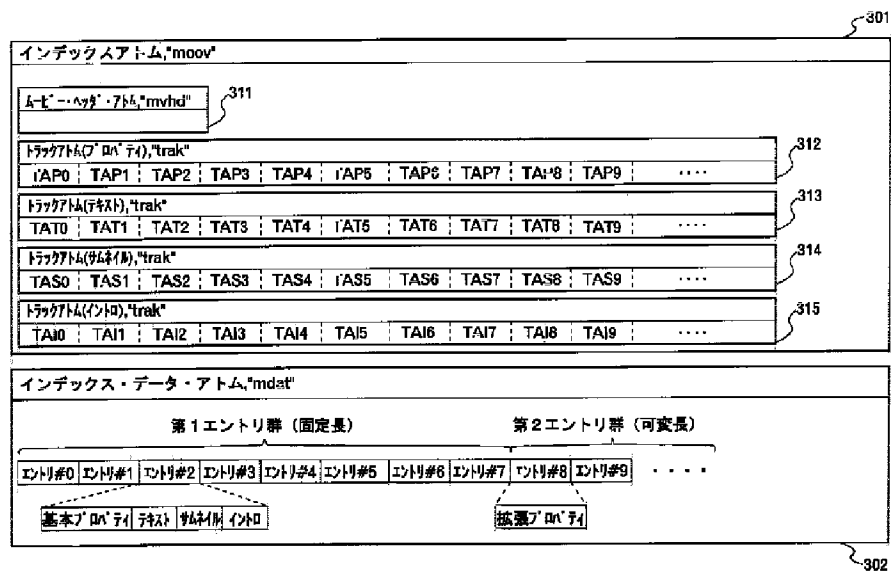 301
インデックスアトム,"moov"
ムービー・ヘッダ・アトム,"mvhd"
311
トラックアトム(プロパティ),"trak"
312
TAP0 TAP1 TAP2 TAP3 TAP4 TAP5 TAP6 TAP7 TAP8 TAP9 ････
トラックアトム(テキスト),"trak"
313
TAT0 TAT1 TAT2 TAT3 TAT4 TAT5 TAT6 TAT7 TAT8 TAT9 ････
トラックアトム(サムネイル),"trak"
314
TAS0 TAS1 TAS2 TAS3 TAS4 TAS5 TAS6 TAS7 TAS8 TAS9 ････
トラックアトム(イントロ),"trak"
315
TAI0 TAI1 TAI2 TAI3 TAI4 TAI5 TAI6 TAI7 TAI8 TAI9 ････
インデックス・データ・アトム,"mdat"
第1エントリ群（固定長） 第2エントリ群（可変長）
エントリ#0 エントリ#1 エントリ#2 エントリ#3 エントリ#4 エントリ#5 エントリ#6 エントリ#7 エントリ#8 エントリ#9 ････
基本プロパティ テキスト サムネイル イントロ 拡張プロパティ
302